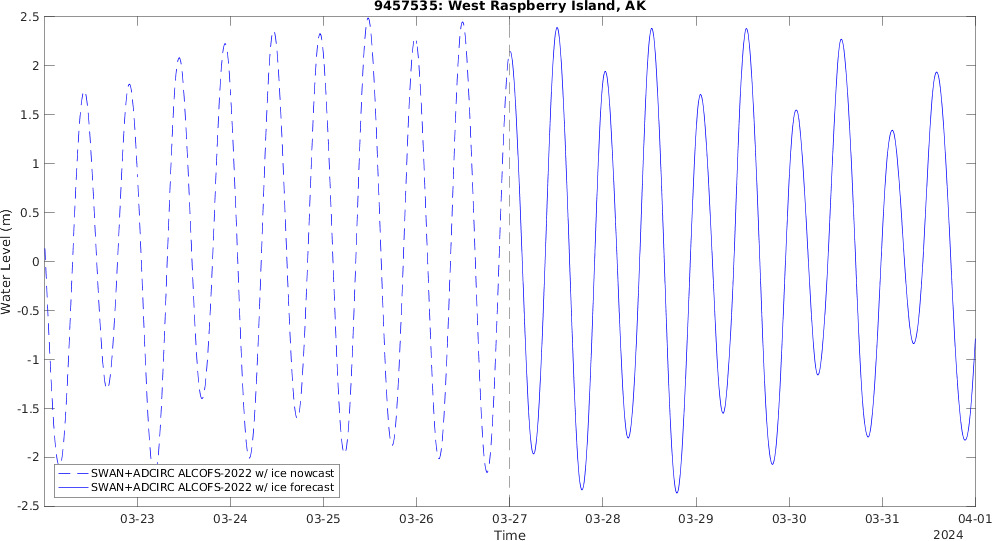 9457535: West Raspberry Island, AK
Water Level (m)
2.5
2
1.5
1
0.5
0
-0.5
-1
-1.5
-2
-2.5
SWAN+ADCIRC ALCOFS-2022 w/ ice nowcast
SWAN+ADCIRC ALCOFS-2022 w/ ice forecast
03-23 03-24 03-25 03-26 03-27 03-28 03-29 03-30 03-31 04-01
Time
2024